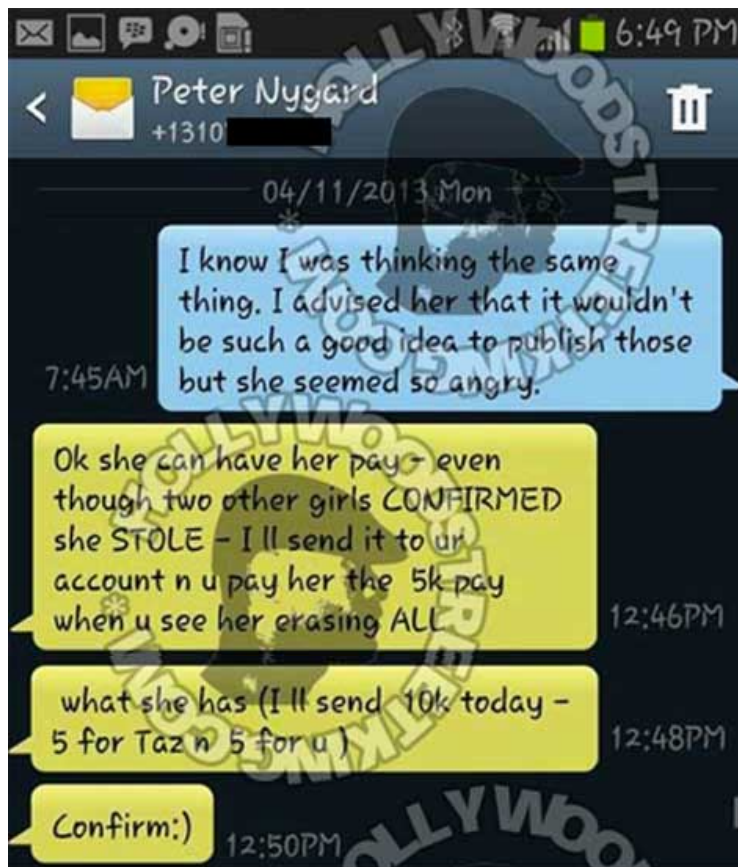 6:49 PM
Peter Nygard
+1310
04/11/2013 Mon
I know I was thinking the same
thing. I advised her that it wouldn't
be such a good idea to publish those
but she seemed so angry.
7:45AM
Ok she can have her pay - even
though two other girls CONFIRMED
she STOLE - I ll send it to ur
account n u pay her the 5k pay
when u see her erasing ALL
12:46PM
what she has (I ll send 10k today -
5 for Taz n 5 for u )
12:48PM
Confirm:)
12:50PM
HOLLYWOODSTREETKING.COM